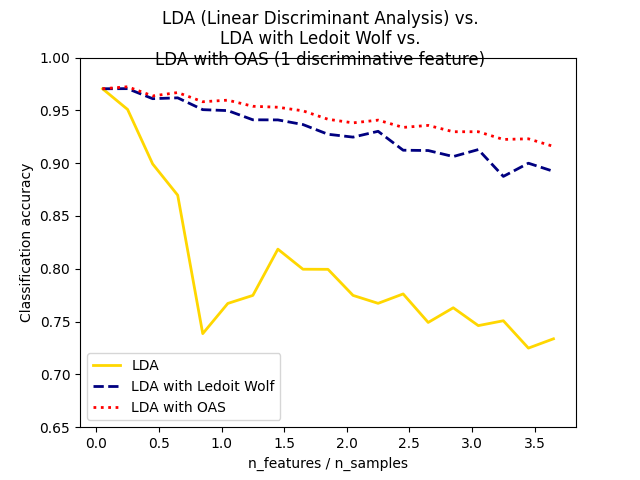 LDA (Linear Discriminant Analysis) vs.
LDA with Ledoit Wolf vs.
LDA with OAS (1 discriminative feature)
1.00
0.95
0.90
0.85
0.80
0.75
0.70
0.65
Classification accuracy
LDA
LDA with Ledoit Wolf
LDA with OAS
0.0 0.5 1.0 1.5 2.0 2.5 3.0 3.5
n_features / n_samples